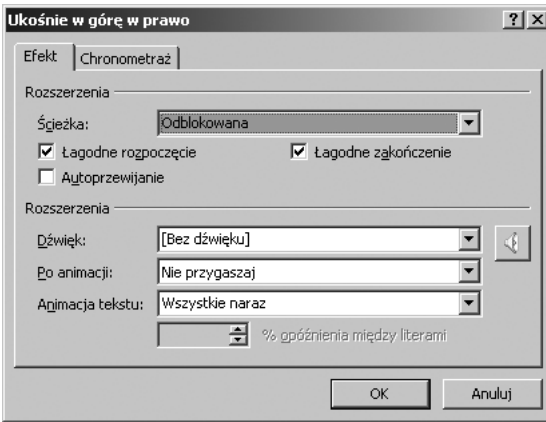 Ukośnie w górę w prawo
Efekt Chronometraż
Rozszerzenia
Ścieżka: Odblokowana
Łagodne rozpoczęcie Łagodne zakończenie
Autoprzewijanie
Rozszerzenia
Dźwięk: [Bez dźwięku]
Po animacji: Nie przygaszaj
Animacja tekstu: Wszystkie naraz
% opóźnienia między literami
OK Anuluj